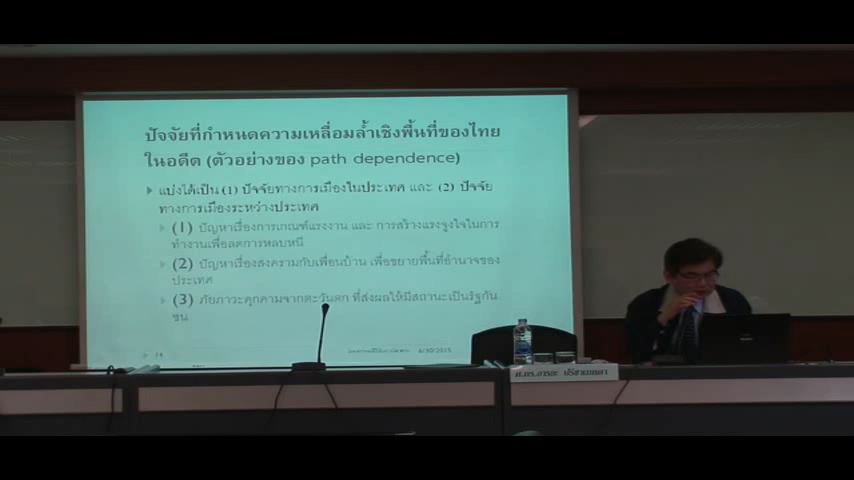 ปัจจัยที่กำหนดความเหลื่อมล้ำเชิงพื้นที่ของไทย
ในอดีต (ตัวอย่างของ path dependence)
แบ่งได้เป็น (1) ปัจจัยทางการเมืองในประเทศ และ (2) ปัจจัย
ทางการเมืองระหว่างประเทศ
(1) ปัญหาเรื่องการเกณฑ์แรงงาน และ การสร้างแรงจูงใจในการ
ทำงานเพื่อลดการหลบหนี
(2) ปัญหาเรื่องสงครามกับเพื่อนบ้าน เพื่อขยายพื้นที่อำนาจของ
ประเทศ
(3) ภัยภาวะคุกคามจากตะวันตก ที่ส่งผลให้มีสถานะเป็นรัฐกัน
ชน
6/30/2015